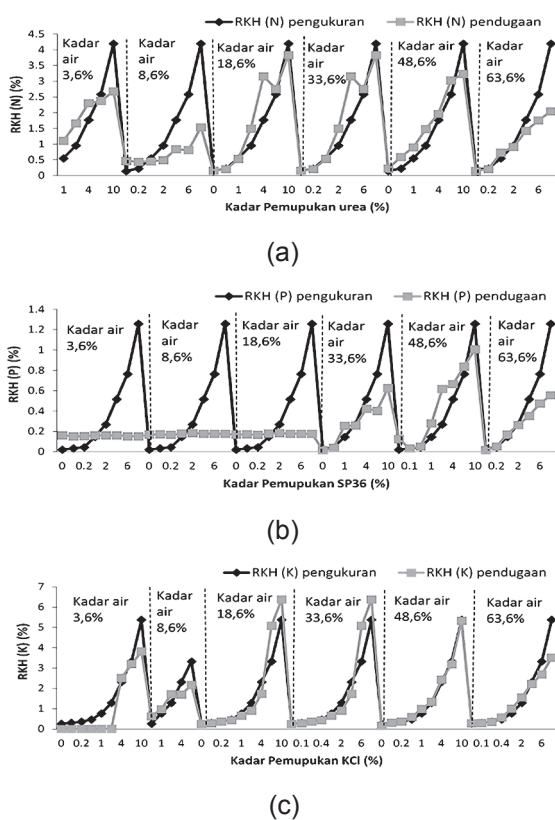 RKH (N) pengukuran RKH (N) pendugaan
4.5
4
3.5
3
2.5
2
1.5
1
0.5
0
RKH (N) (%)
Kadar air 3,6%
Kadar air 8,6%
Kadar air 18,6%
Kadar air 33,6%
Kadar air 48,6%
Kadar air 63,6%
1 4 10 0.2 2 6 0 1 4 10 0.2 2 6 0 1 4 10 0.2 2 6
Kadar Pemupukan urea (%)
(a)
RKH (P) pengukuran RKH (P) pendugaan
1.4
1.2
1
0.8
0.6
0.4
0.2
0
RKH (P) (%)
Kadar air 3,6%
Kadar air 8,6%
Kadar air 18,6%
Kadar air 33,6%
Kadar air 48,6%
Kadar air 63,6%
0 0.2 2 6 0 0.2 2 6 0 0.2 2 6 0 1 4 10 0.1 1 4 10 0.2 2 6
Kadar Pemupukan SP36 (%)
(b)
RKH (K) pengukuran RKH (K) pendugaan
7
6
5
4
3
2
1
0
RKH (K) (%)
Kadar air 3,6%
Kadar air 8,6%
Kadar air 18,6%
Kadar air 33,6%
Kadar air 48,6%
Kadar air 63,6%
0 0.2 1 4 10 1 4 0 0.2 1 4 10 0.1 0.4 2 6 0 0.2 1 4 10 0.1 0.4 2 6
Kadar Pemupukan KCl (%)
(c)